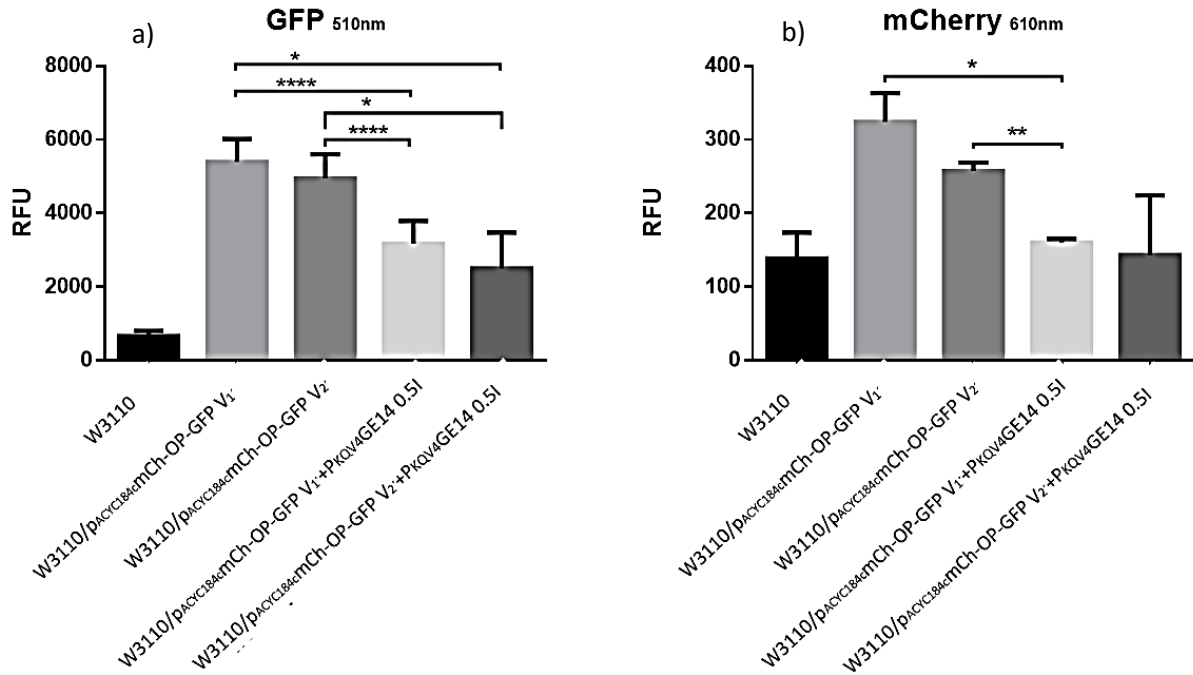 a)
GFP 510nm
*
****
*
****
8000
6000
4000
2000
0
RFU
W3110
W3110/pACYC184cmCh-OP-GFP V1'
W3110/pACYC184cmCh-OP-GFP V2'
W3110/pACYC184cmCh-OP-GFP V1'+PKQV4GE14 0.5I
W3110/pACYC184cmCh-OP-GFP V2'+PKQV4GE14 0.5I
b)
mCherry 610nm
*
**
400
300
200
100
0
RFU
W3110
W3110/pACYC184cmCh-OP-GFP V1'
W3110/pACYC184cmCh-OP-GFP V2'
W3110/pACYC184cmCh-OP-GFP V1'+PKQV4GE14 0.5I
W3110/pACYC184cmCh-OP-GFP V2'+PKQV4GE14 0.5I